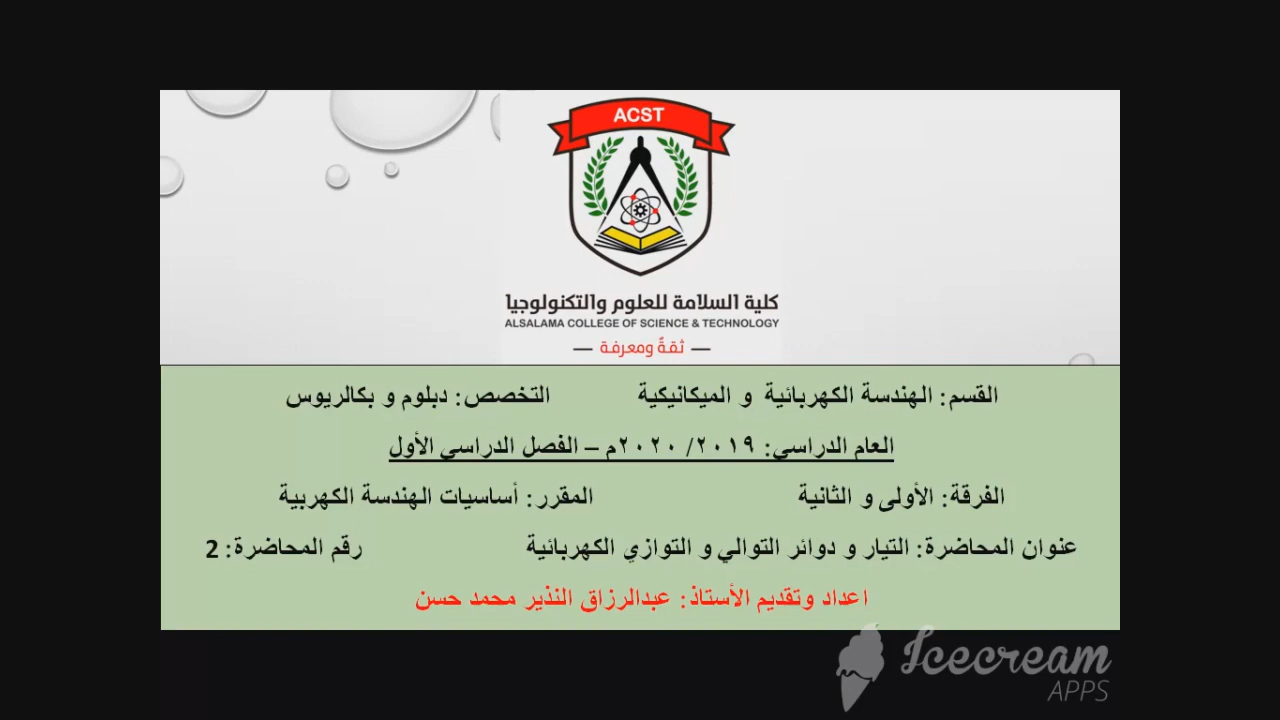 ACST
كلية السلامة للعلوم والتكنولوجيا
ALSALAMA COLLEGE OF SCIENCE & TECHNOLOGY
ثقةٌ ومعرفة
القسم: الهندسة الكهربائية و الميكانيكية التخصص: دبلوم و بكالريوس
العام الدراسي: ٢٠١٩/ ٢٠٢٠م – الفصل الدراسي الأول
الفرقة: الأولى و الثانية المقرر: أساسيات الهندسة الكهربية
عنوان المحاضرة: التيار و دوائر التوالي و التوازي الكهربائية رقم المحاضرة: 2
اعداد وتقديم الأستاذ: عبدالرزاق النذير محمد حسن
Icecream
APPS